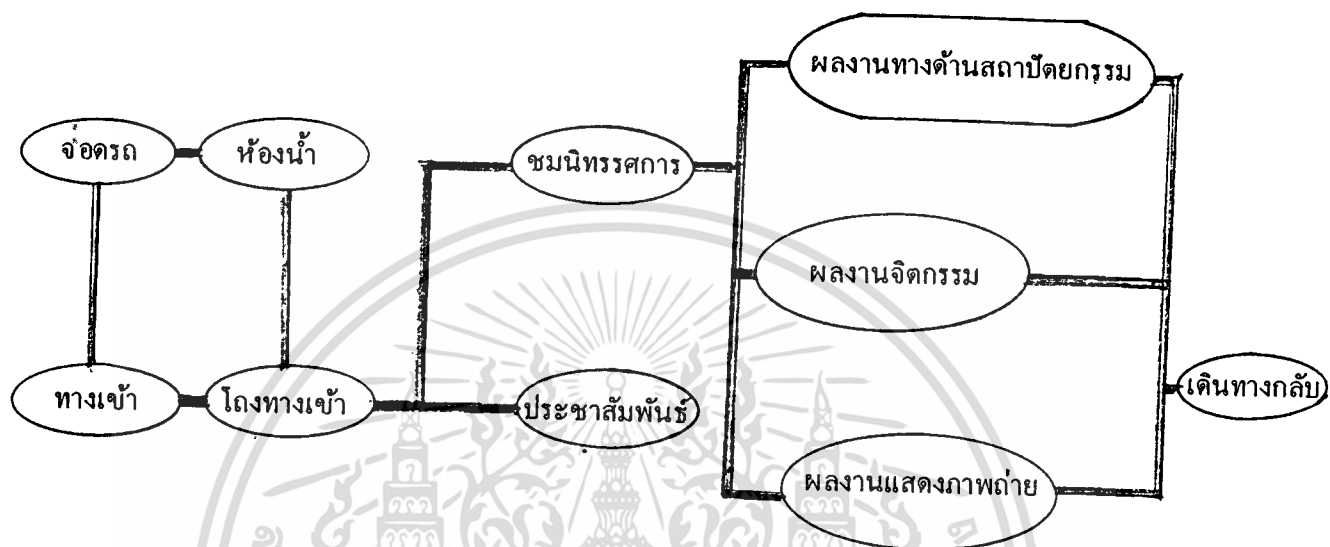 ผลงานทางด้านสถาปัตยกรรม
จ่อดรถ
ห้องน้ำ
ชมนิทรรศการ
ผลงานจิตกรรม
ทางเข้า
โถงทางเข้า
ประชาสัมพันธ์
เดินทางกลับ
ผลงานแสดงภาพถ่าย